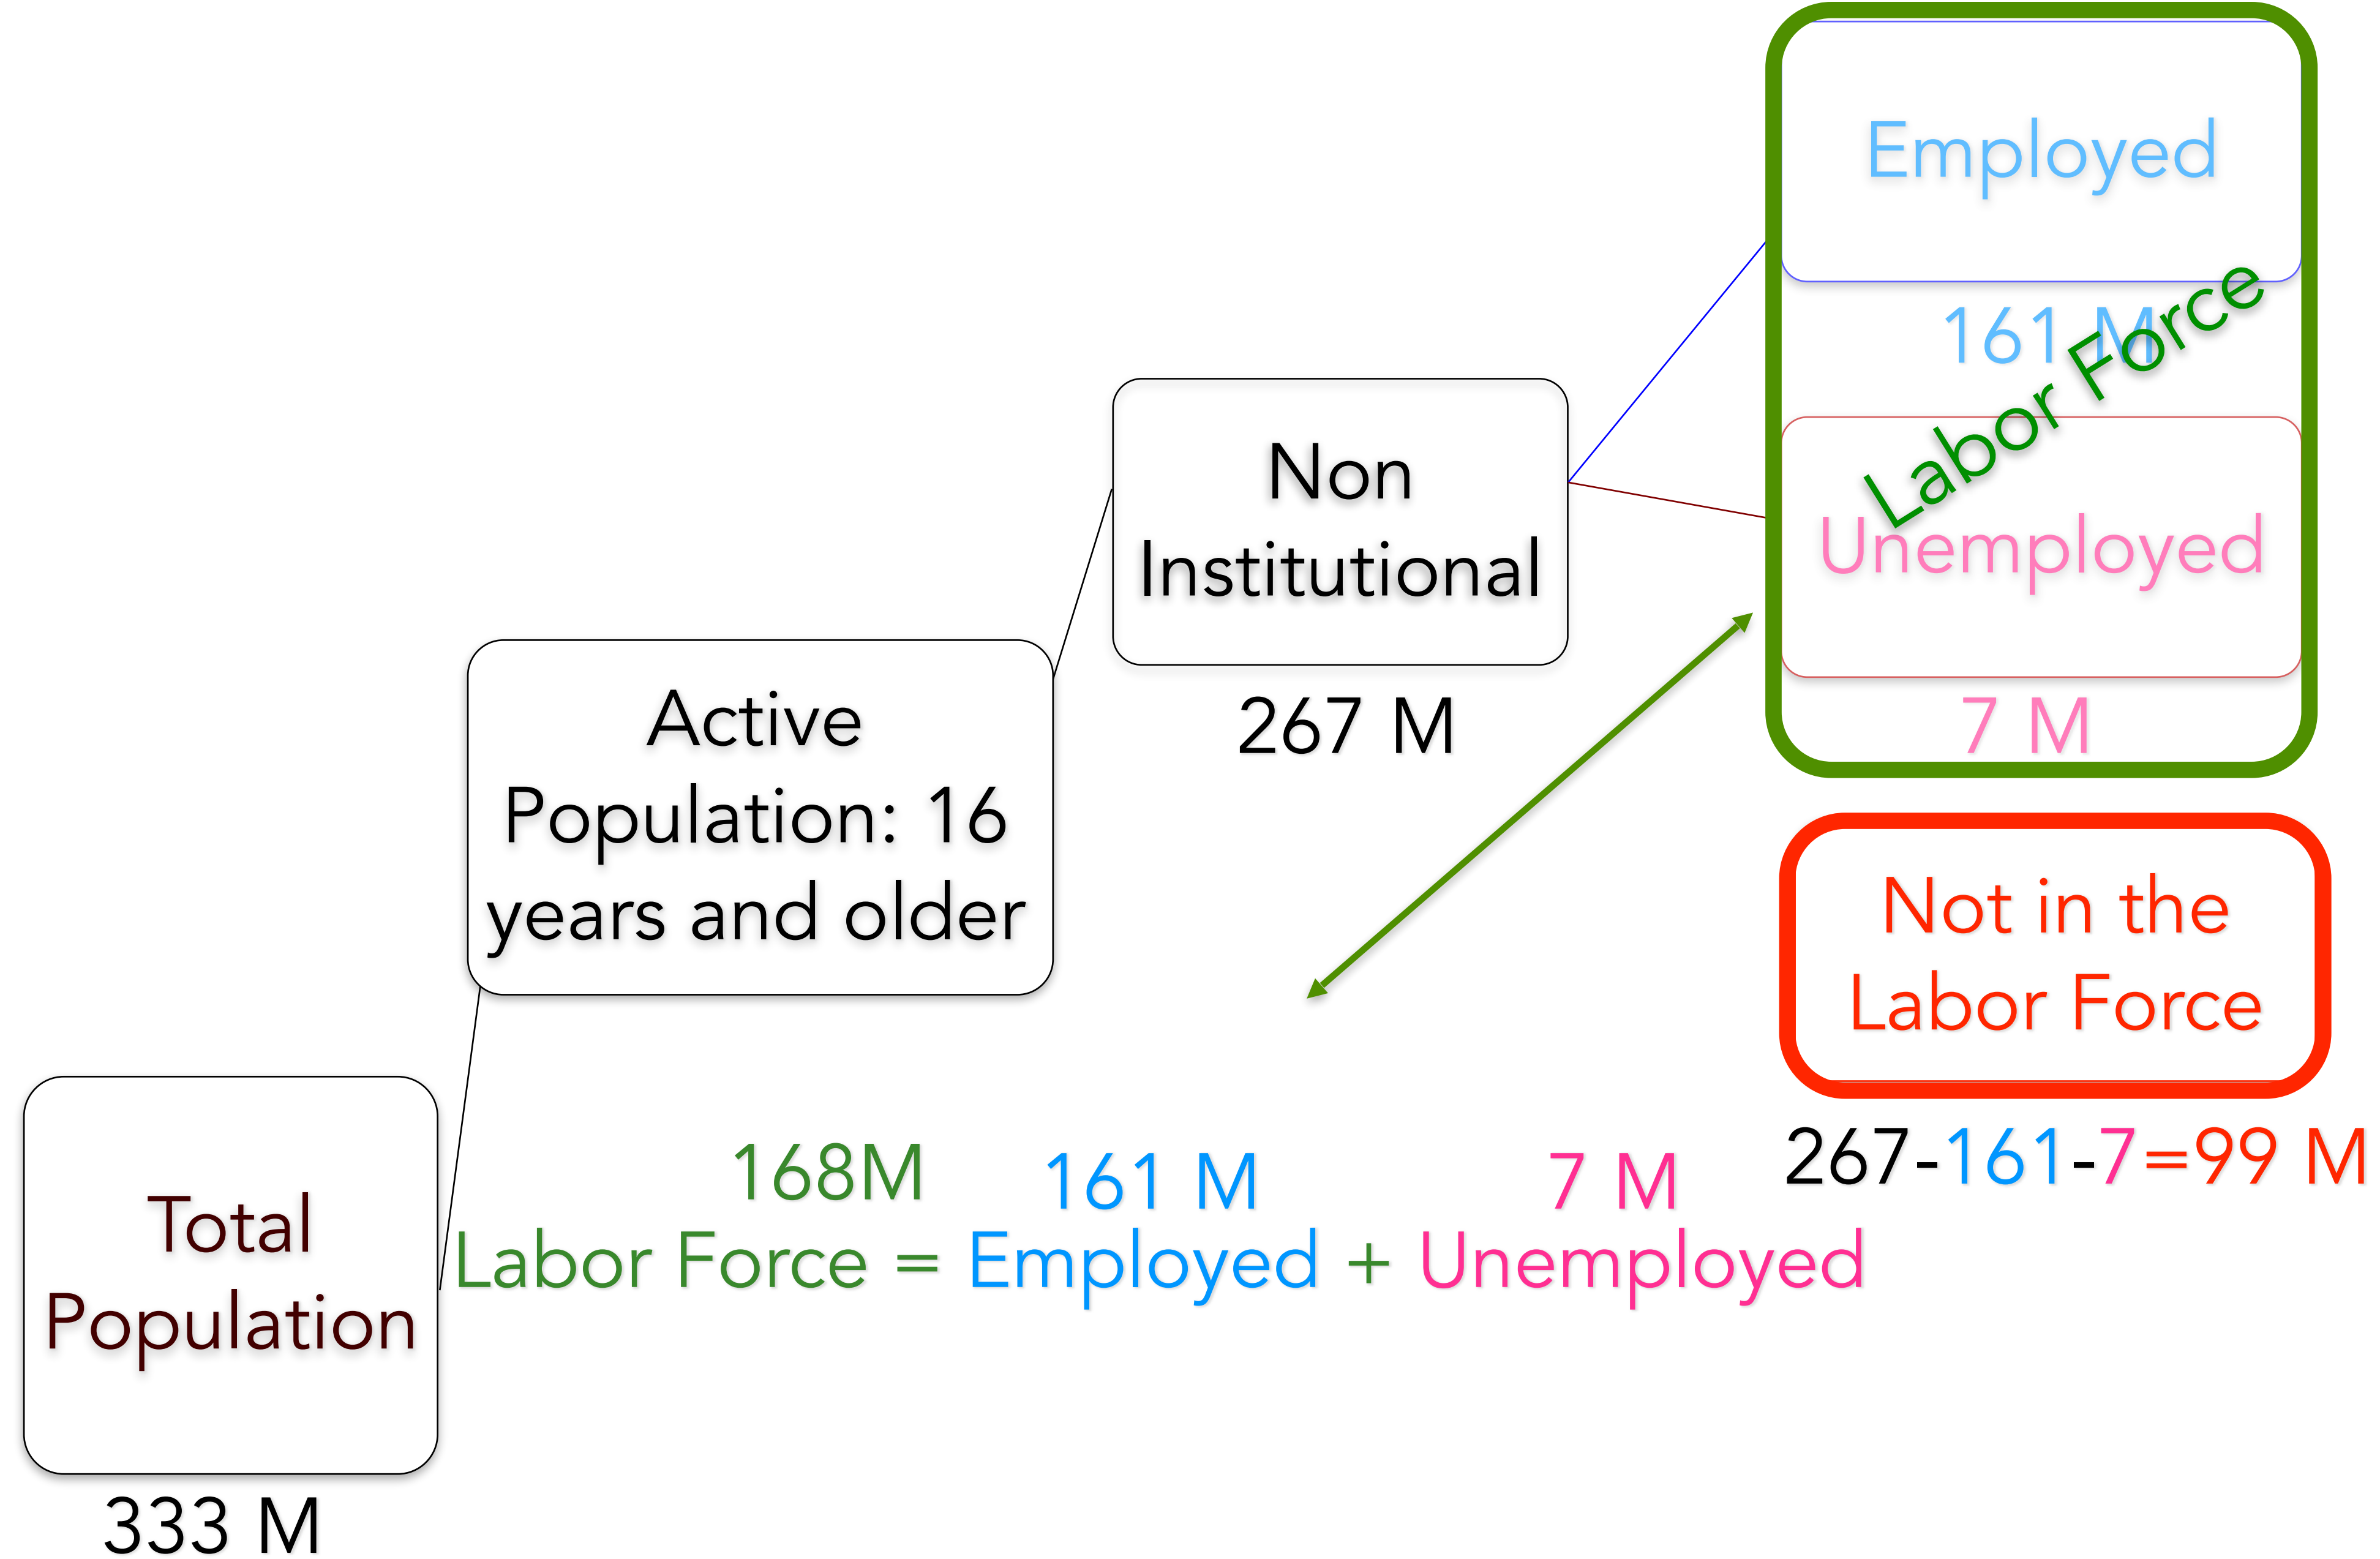 Employed
161 M
Labor Force
Unemployed
7 M
Non
Institutional
267 M
Active
Population: 16
years and older
Not in the
Labor Force
267-161-7=99 M
168M 161 M 7 M
Labor Force = Employed + Unemployed
Total
Population
333 M